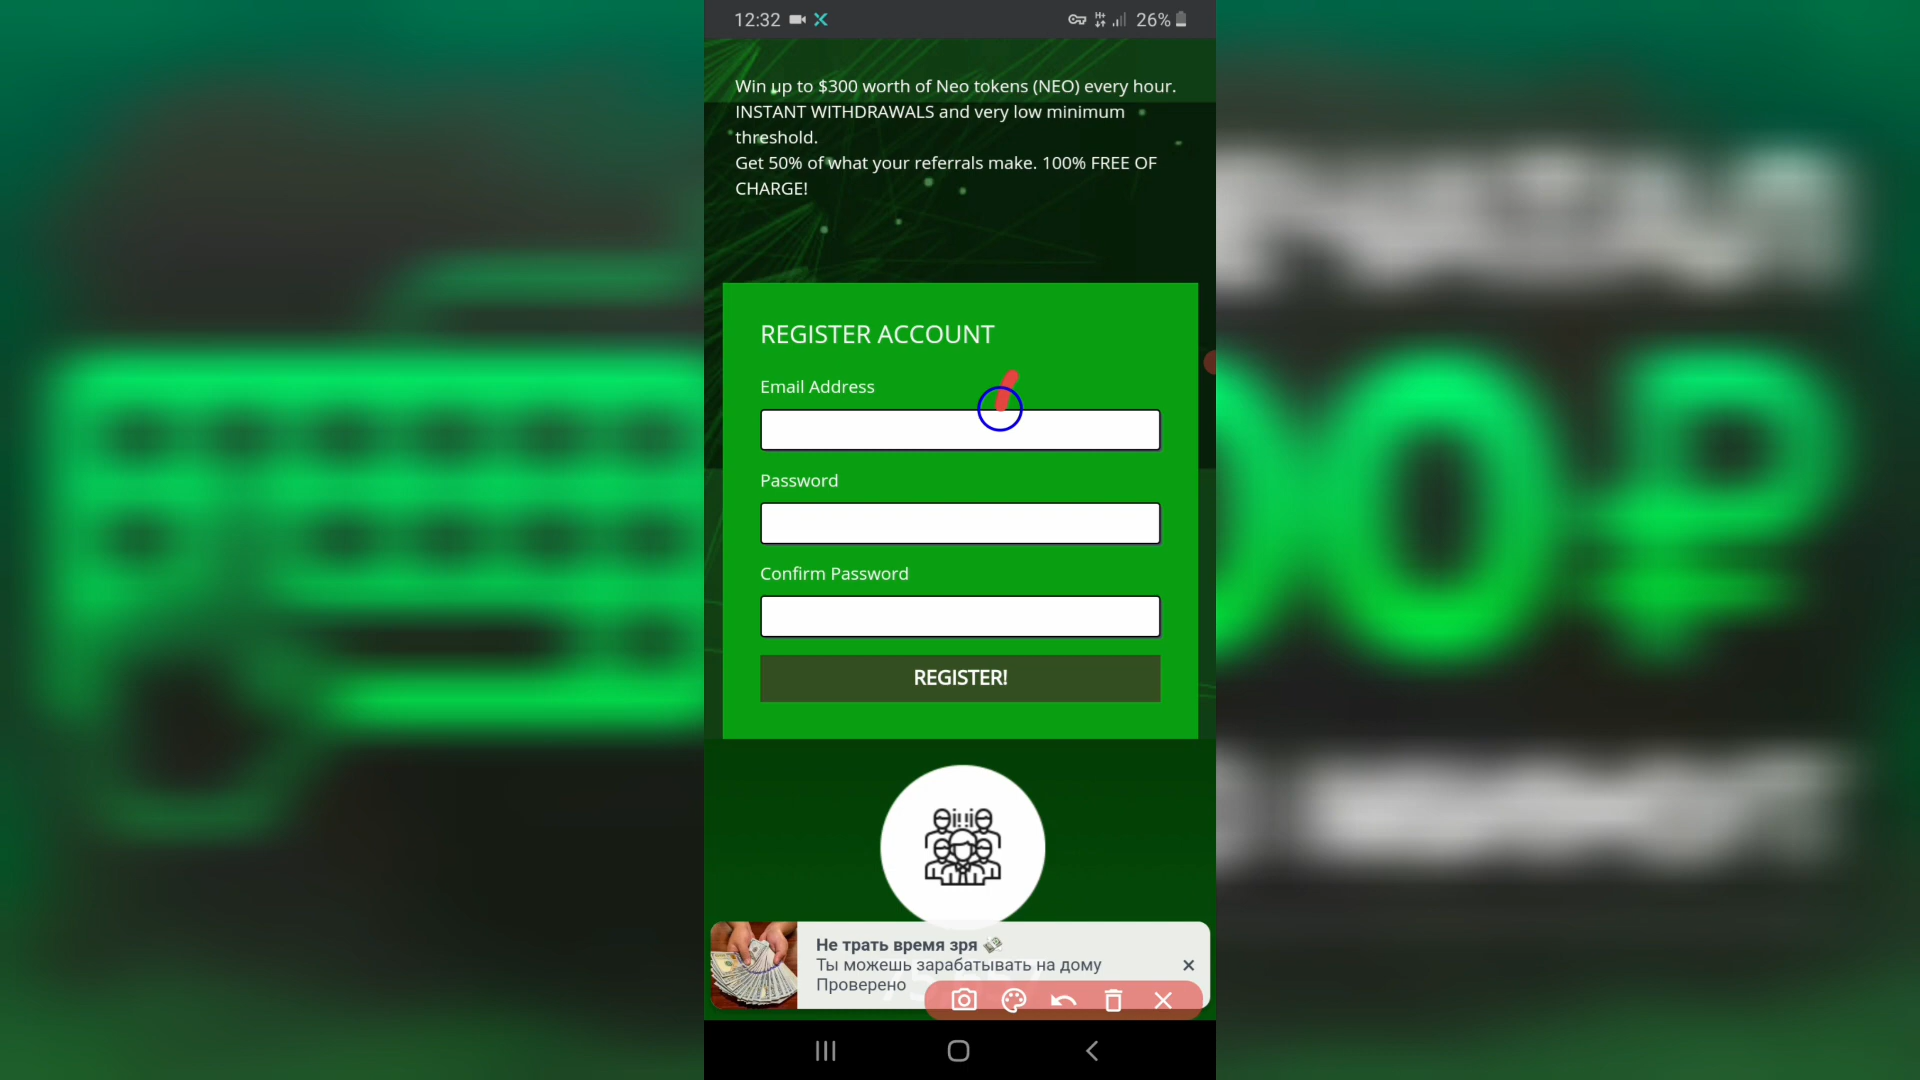 12:32
26%
Win up to $300 worth of Neo tokens (NEO) every hour.
INSTANT WITHDRAWALS and very low minimum
threshold.
Get 50% of what your referrals make. 100% FREE OF
CHARGE!
REGISTER ACCOUNT
Email Address
Password
Confirm Password
REGISTER!
Не трать время зря
Ты можешь зарабатывать на дому
Проверено